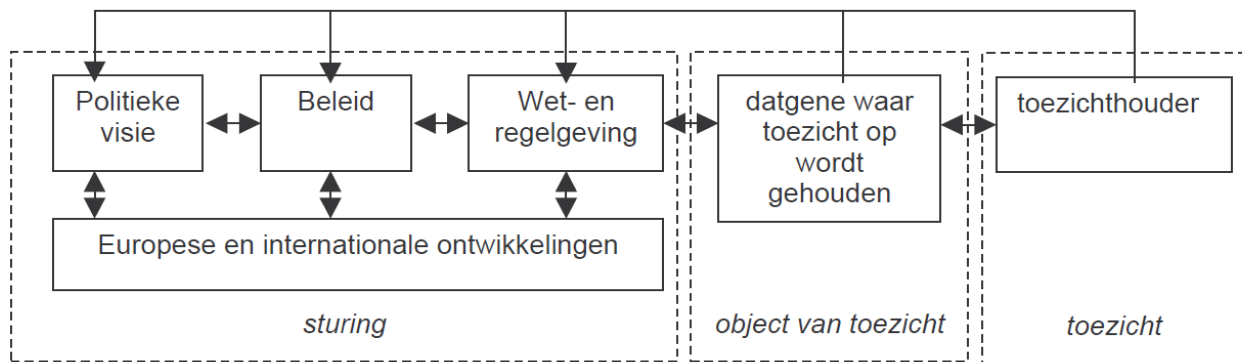 Politieke
visie
Beleid
Wet- en
regelgeving
datgene waar
toezicht op
wordt
gehouden
toezichthouder
Europese en internationale ontwikkelingen
sturing
object van toezicht
toezicht